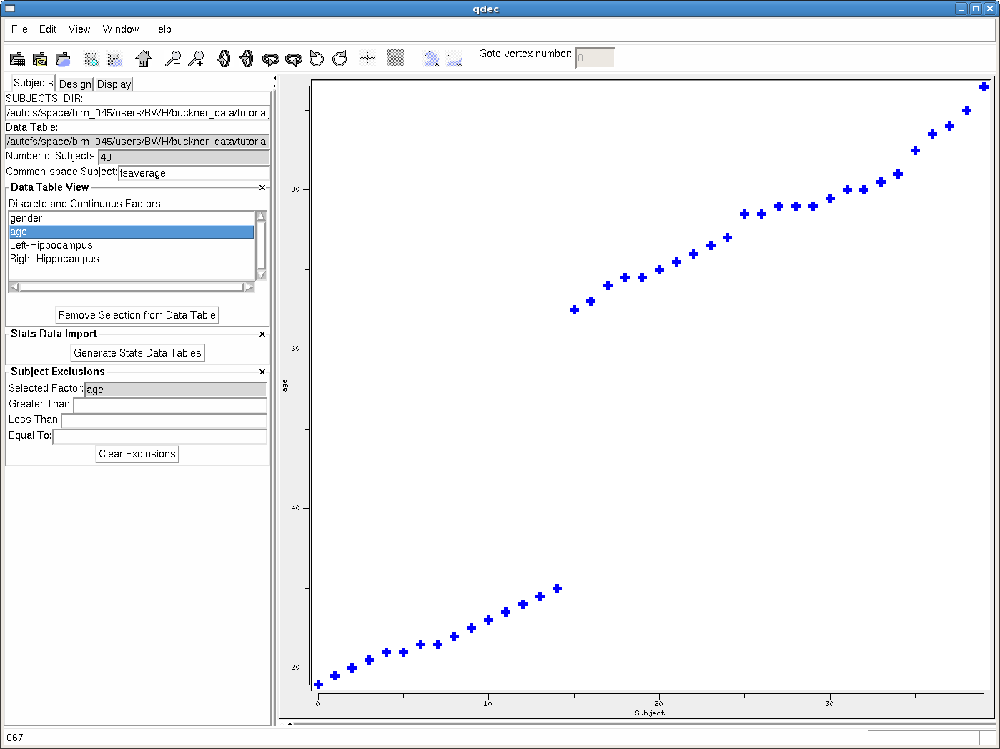 qdec
File Edit View Window Help
Goto vertex number: 0
Subjects Design Display
SUBJECTS_DIR:
/autofs/space/birn_045/users/BWH/buckner_data/tutorial
Data Table:
/autofs/space/birn_045/users/BWH/buckner_data/tutorial
Number of Subjects: 40
Common-space Subject: fsaverage
Data Table View
Discrete and Continuous Factors:
gender
age
Left-Hippocampus
Right-Hippocampus
Remove Selection from Data Table
Stats Data Import
Generate Stats Data Tables
Subject Exclusions
Selected Factor: age
Greater Than:
Less Than:
Equal To:
Clear Exclusions
80
60
age
40
20
0 10 20 30
Subject
067